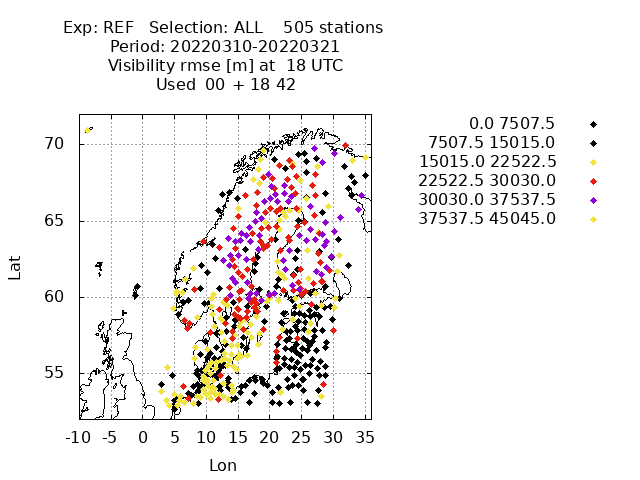 Exp: REF   Selection: ALL    505 stations
Period: 20220310-20220321
Visibility rmse [m] at  18 UTC
Used  00 + 18 42
0.0 7507.5
7507.5 15015.0
15015.0 22522.5
22522.5 30030.0
30030.0 37537.5
37537.5 45045.0
70
65
60
55
Lat
-10 -5 0 5 10 15 20 25 30 35
Lon